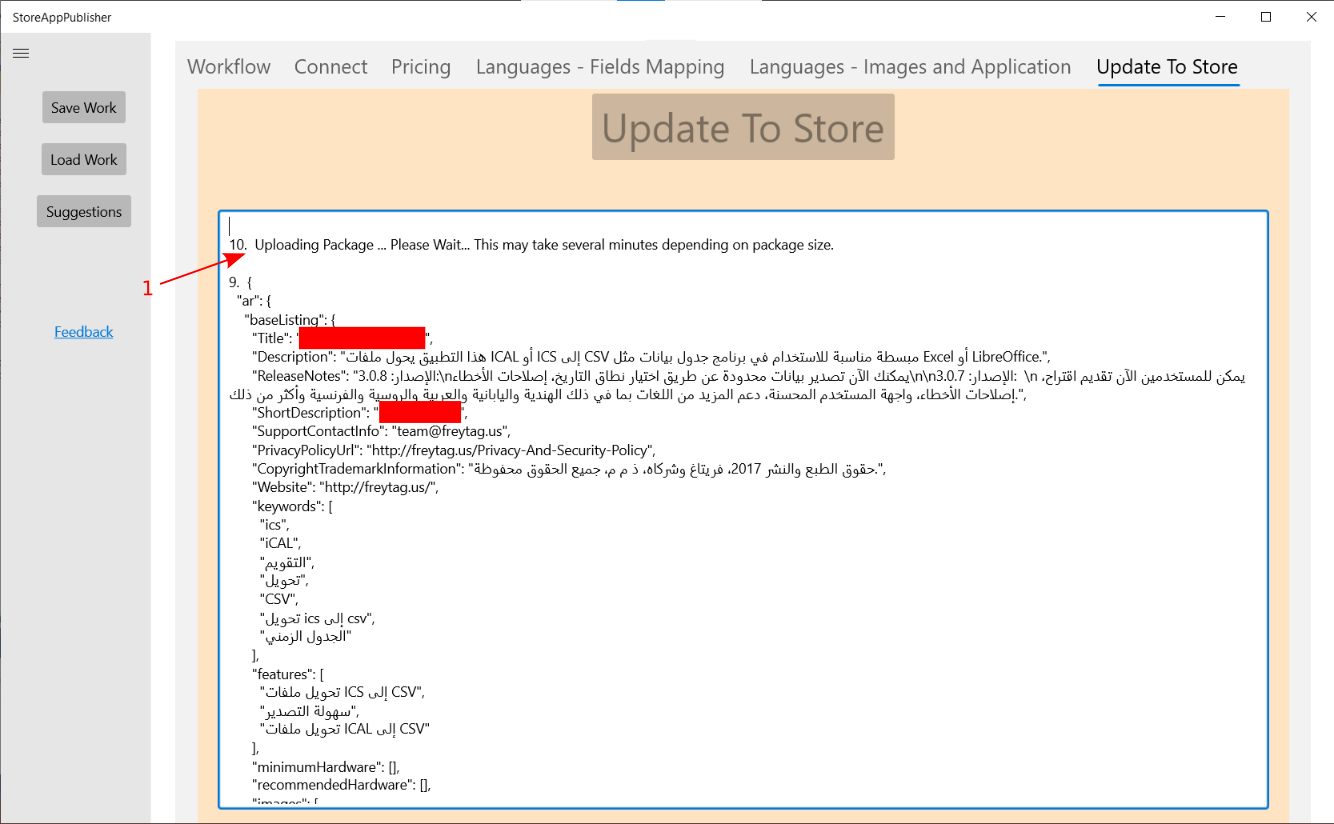 StoreAppPublisher
Save Work
Load Work
Suggestions
Feedback
Workflow Connect Pricing Languages - Fields Mapping Languages - Images and Application Update To Store
Update To Store
1
10. Uploading Package ... Please Wait... This may take several minutes depending on package size.
9. {
"ar": {
"baseListing": {
"Title": "",
"Description": "هذا التطبيق يحول ملفات ICAL أو ICS إلى CSV مبسطة مناسبة للاستخدام في برنامج جدول بيانات مثل Excel أو LibreOffice.",
"ReleaseNotes": "الإصدار: 3.0.8:\nيمكنك الآن تصدير بيانات محدودة عن طريق اختيار نطاق التاريخ، إصلاحات الأخطاء\n\nالإصدار: 3.0.7: \n يمكن للمستخدمين الآن تقديم اقتراح،
إصلاحات الأخطاء، واجهة المستخدم المحسنة، دعم المزيد من اللغات بما في ذلك الهندية واليابانية والعربية والروسية والفرنسية وأكثر من ذلك.",
"ShortDescription": "",
"SupportContactInfo": "team@freytag.us",
"PrivacyPolicyUrl": "http://freytag.us/Privacy-And-Security-Policy",
"CopyrightTrademarkInformation": "حقوق الطبع والنشر 2017، فريتاغ وشركاه، ذ م م، جميع الحقوق محفوظة.",
"Website": "http://freytag.us/",
"keywords": [
"ics",
"iCAL",
"التقويم",
"تحويل",
"CSV",
"تحويل ics إلى csv",
"الجدول الزمني"
],
"features": [
"تحويل ملفات ICS إلى CSV",
"سهولة التصدير",
"تحويل ملفات ICAL إلى CSV"
],
"minimumHardware": [],
"recommendedHardware": [],
"images": [